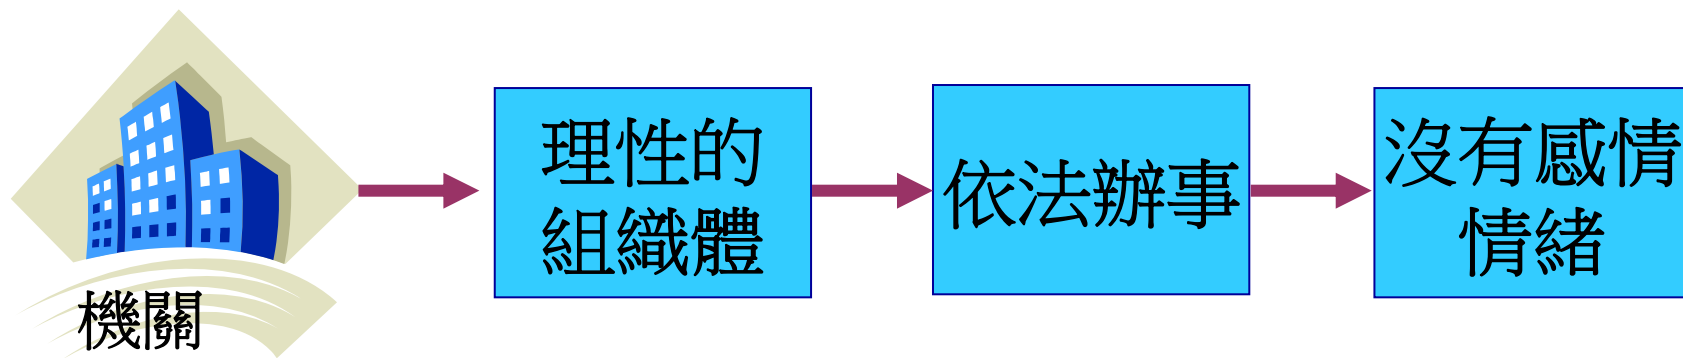 機關
理性的
組織體
依法辦事
沒有感情
情緒